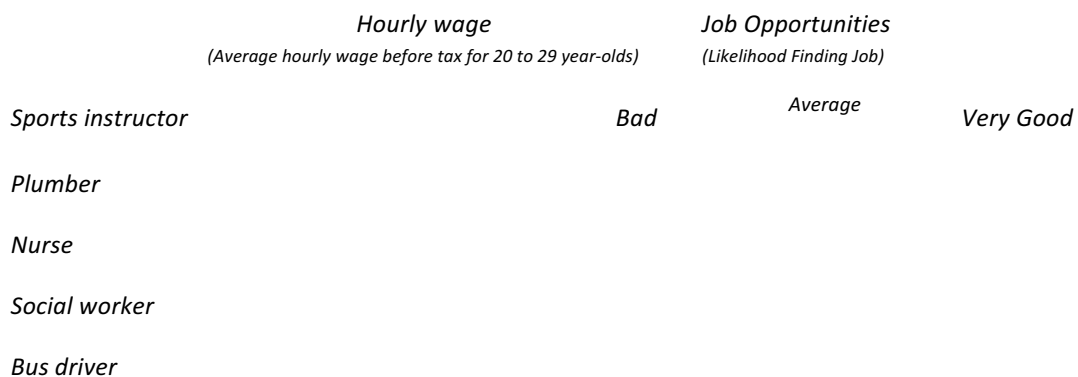 Hourly wage Job Opportunities
(Average hourly wage before tax for 20 to 29 year-olds) (Likelihood Finding Job)
Sports instructor Bad Average Very Good
Plumber
Nurse
Social worker
Bus driver